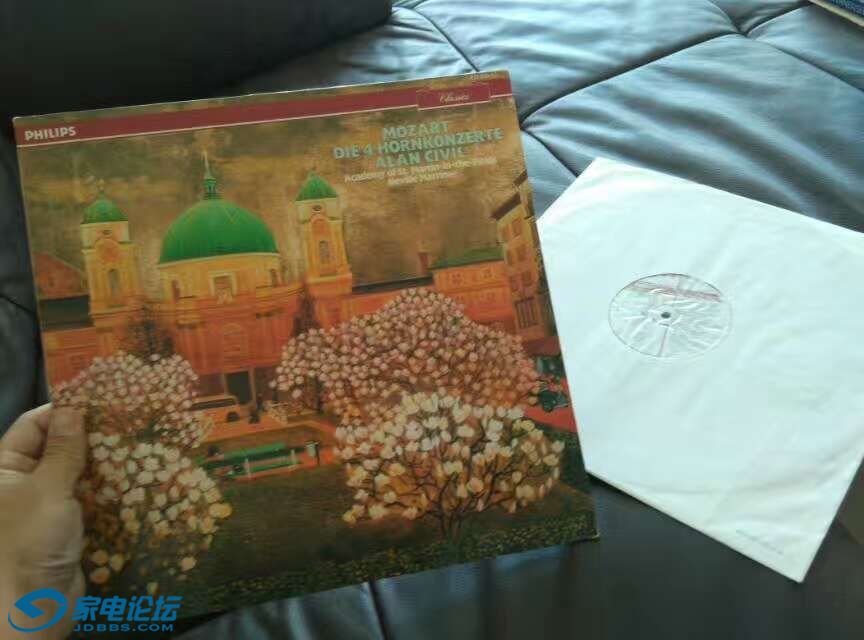 PHILIPS
Classics
MOZART
DIE 4 HORNKONZERTE
ALAN CIVIL
Academy of St. Martin-in-the-Fields
Neville Marriner
家电论坛
JDBBS.COM